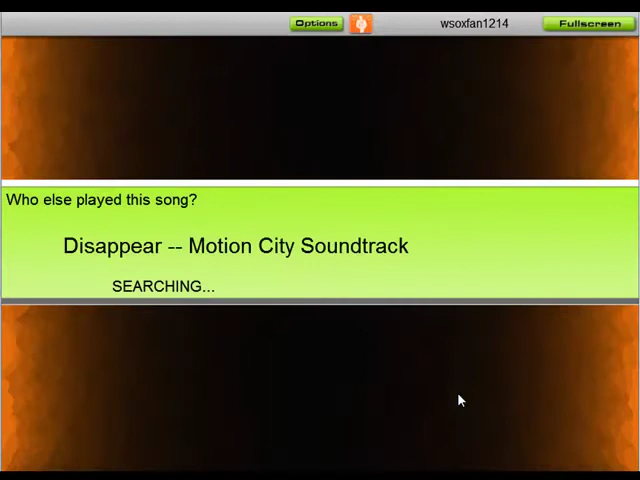 Options wsoxfan1214 Fullscreen
Who else played this song?
Disappear -- Motion City Soundtrack
SEARCHING...